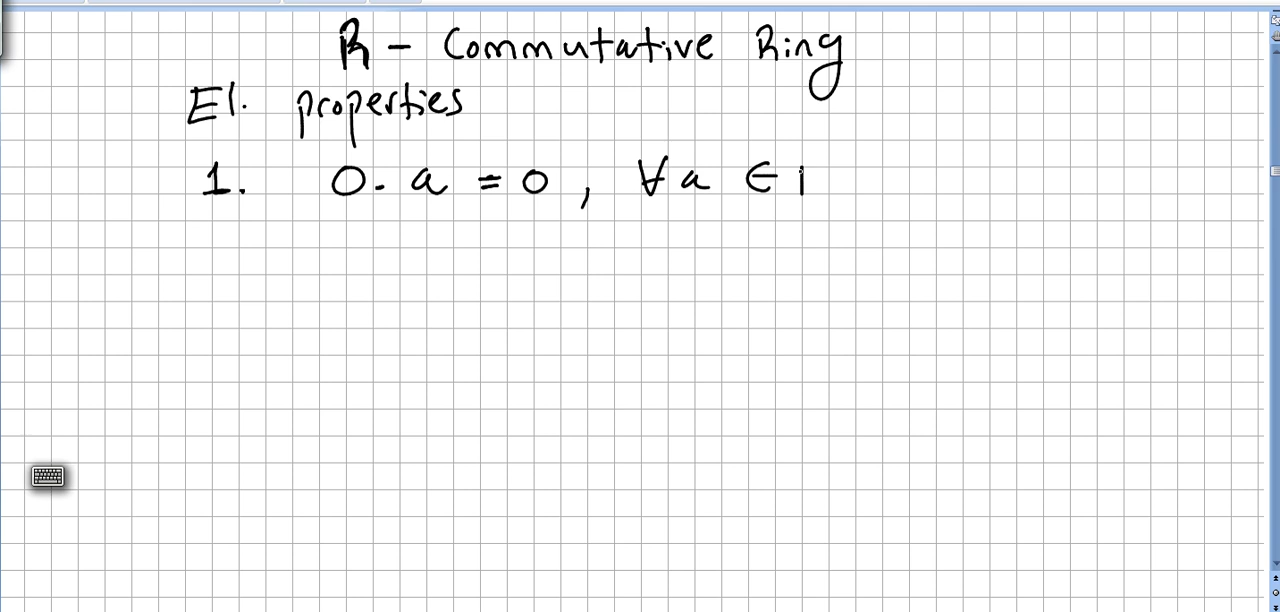 R - Commutative Ring
El. properties
1. 0. a = 0, ∀a ∈